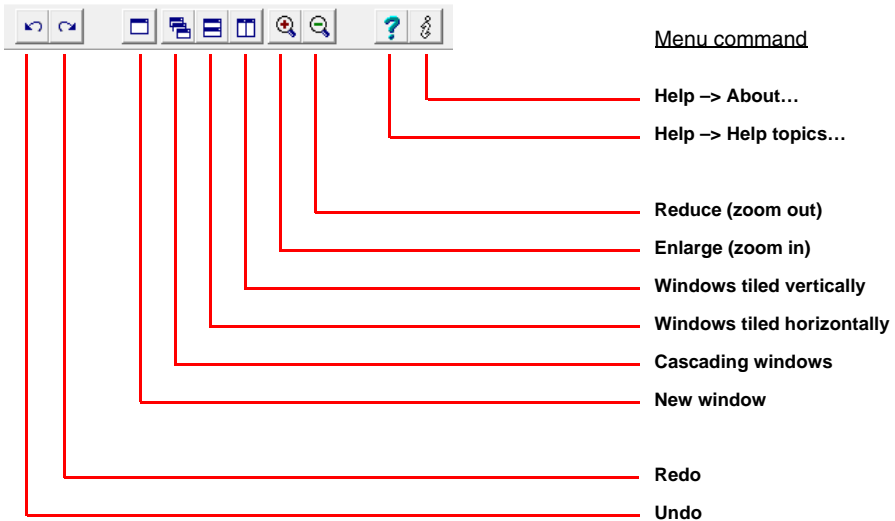 Menu command
Help –> About…
Help –> Help topics…
Reduce (zoom out)
Enlarge (zoom in)
Windows tiled vertically
Windows tiled horizontally
Cascading windows
New window
Redo
Undo